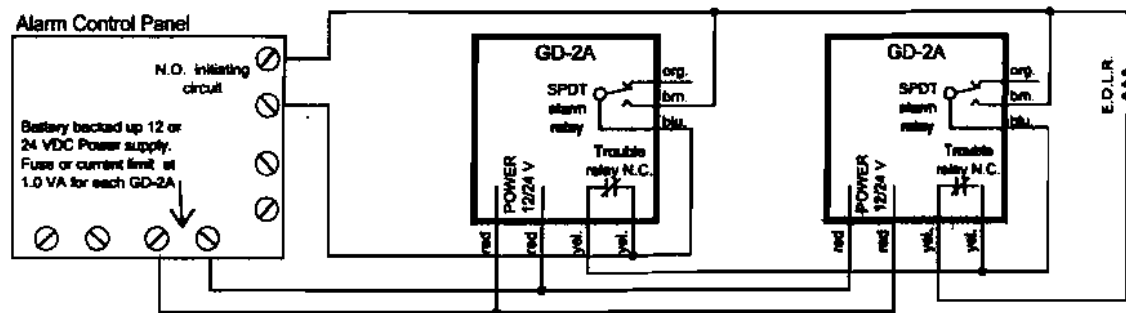 Alarm Control Panel
N.O. initiating
circuit
Battery backed up 12 or
24 VDC Power supply.
Fuse or current limit at
1.0 VA for each GD-2A
GD-2A
SPDT
alarm
relay
org.
brn.
blu.
Trouble
relay N.C.
POWER
12/24 V
red
red
yel.
yel.
GD-2A
SPDT
alarm
relay
org.
brn.
blu.
Trouble
relay N.C.
POWER
12/24 V
red
red
yel.
yel.
E.O.L.R.